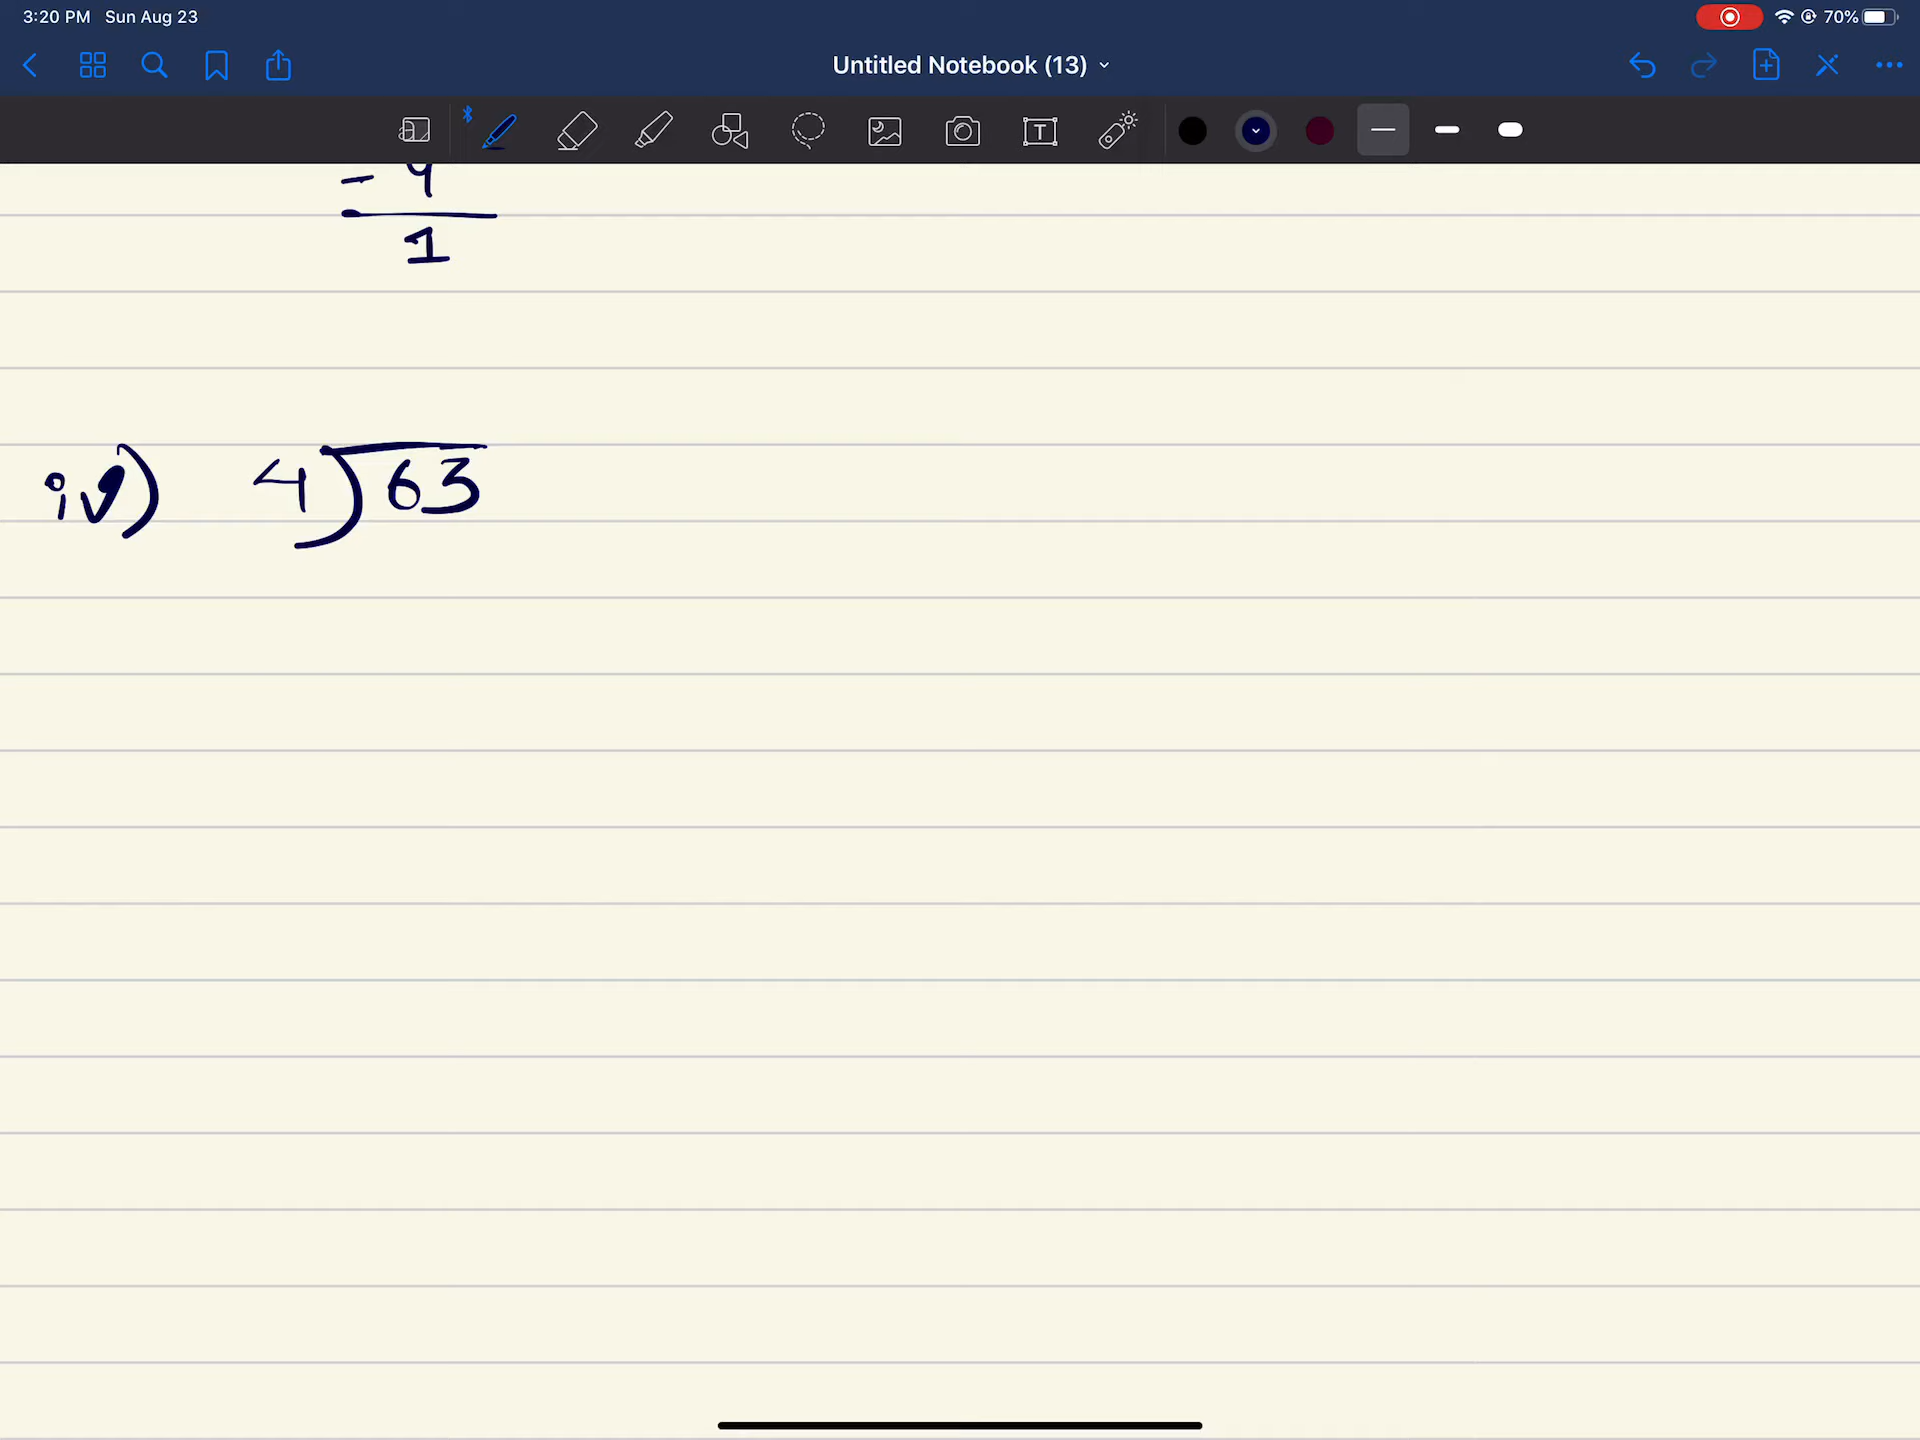 3:20 PM Sun Aug 23
70%
Untitled Notebook (13)
- 4
1
iv) 4)63